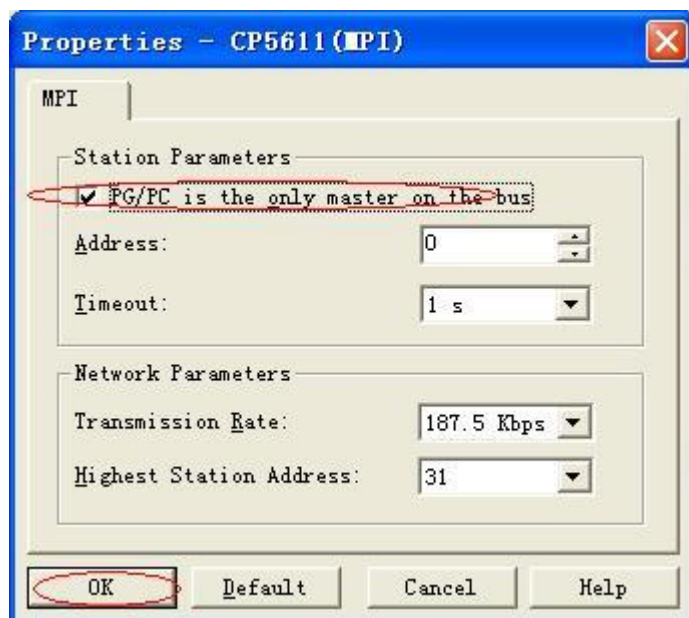 Properties - CP5611(MPI)
MPI
Station Parameters
PG/PC is the only master on the bus
Address:
0
Timeout:
1 s
Network Parameters
Transmission Rate:
187.5 Kbps
Highest Station Address:
31
OK
Default
Cancel
Help